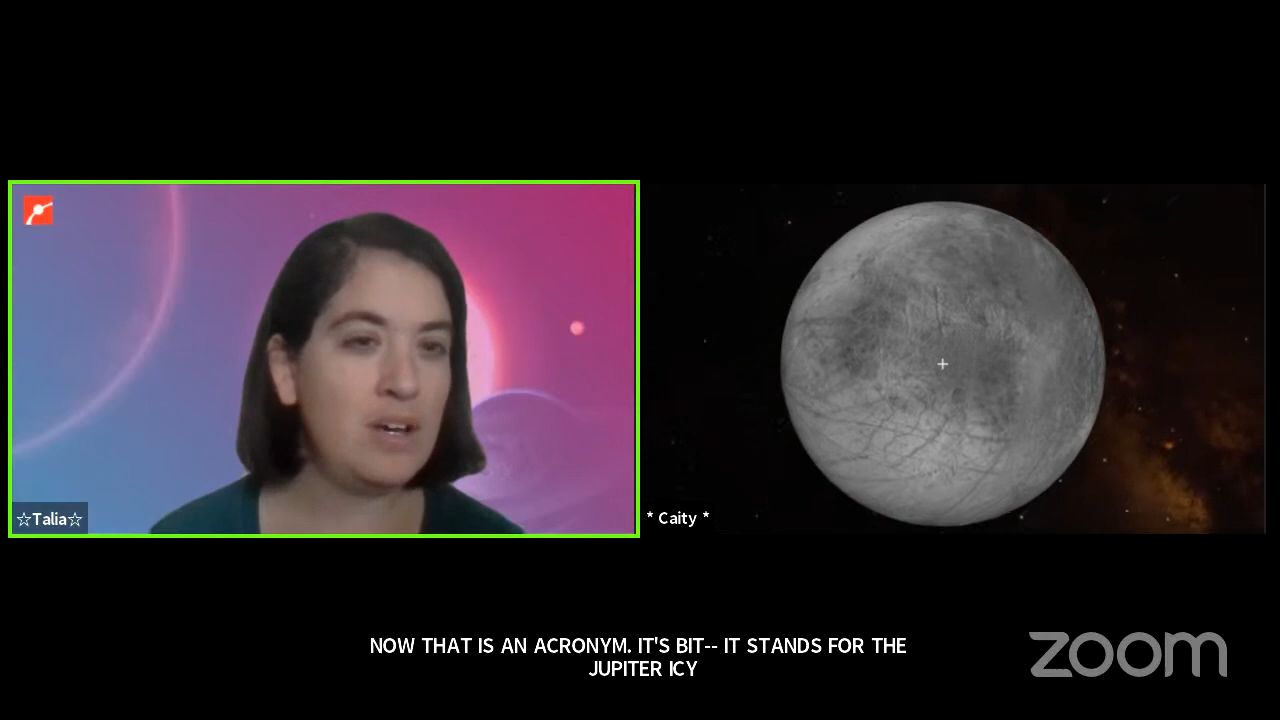 ☆Talia☆
* Caity *
NOW THAT IS AN ACRONYM. IT'S BIT-- IT STANDS FOR THE
JUPITER ICY
zoom